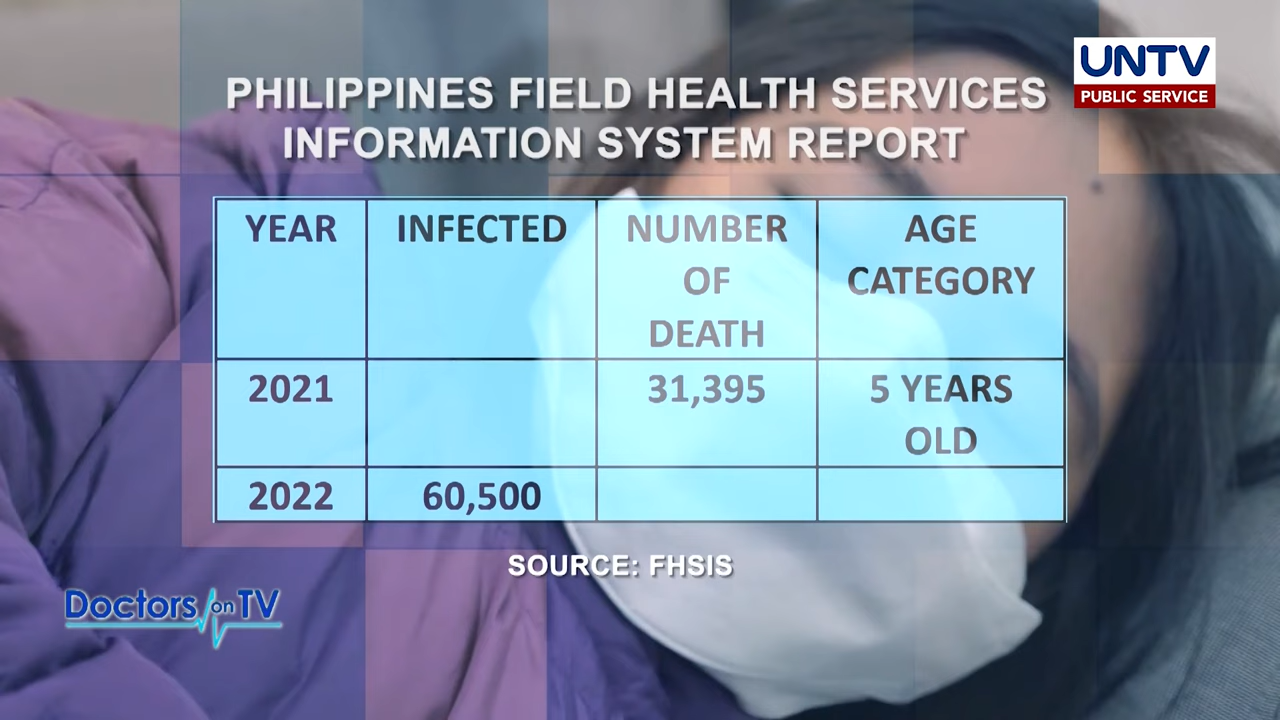 UNTV
PUBLIC SERVICE
PHILIPPINES FIELD HEALTH SERVICES
INFORMATION SYSTEM REPORT
YEAR INFECTED NUMBER OF DEATH AGE CATEGORY
2021 31,395 5 YEARS OLD
2022 60,500
SOURCE: FHSIS
Doctors on TV